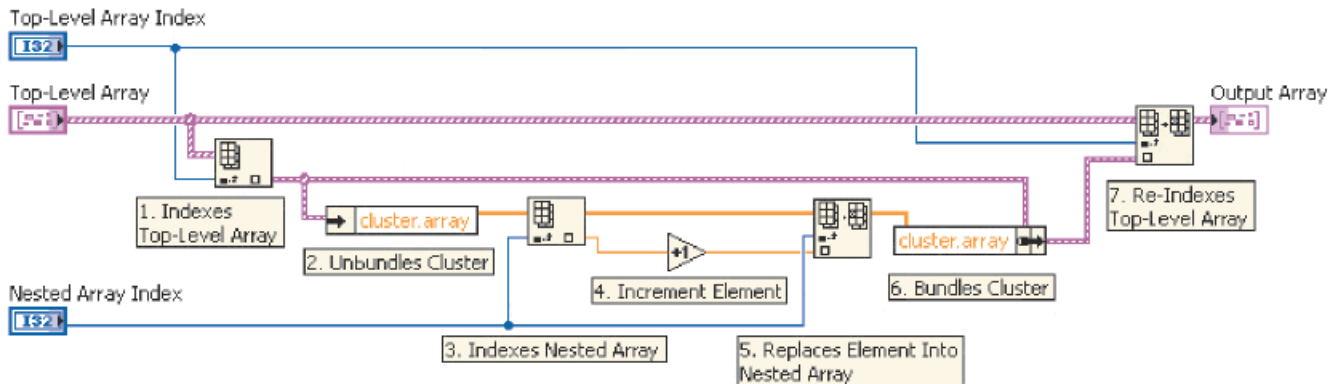 Top-Level Array Index
I32
Top-Level Array
Output Array
1. Indexes
Top-Level Array
cluster.array
2. Unbundles Cluster
+1
4. Increment Element
cluster.array
6. Bundles Cluster
7. Re-Indexes
Top-Level Array
Nested Array Index
I32
3. Indexes Nested Array
5. Replaces Element Into
Nested Array